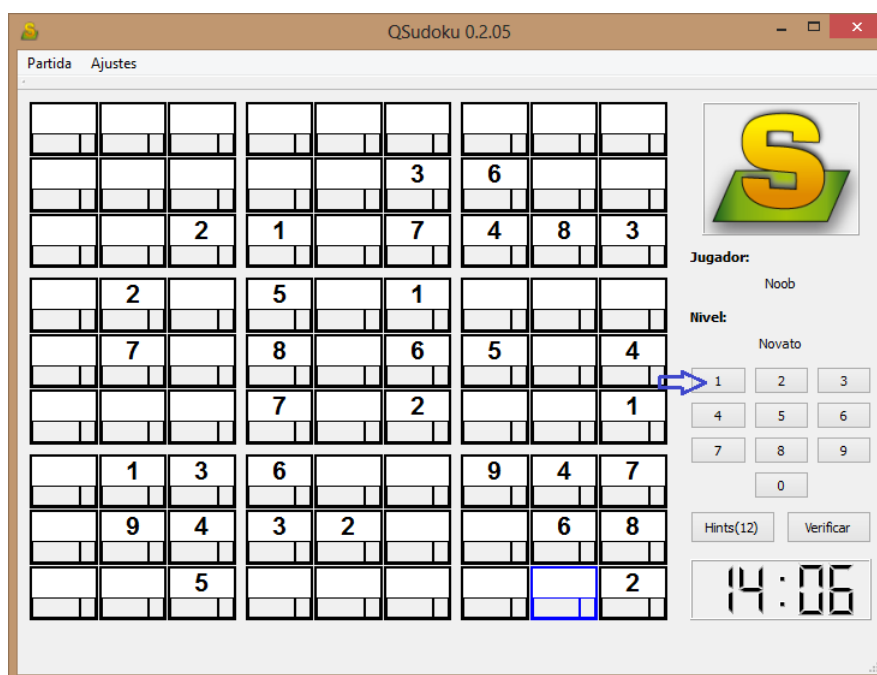 QSudoku 0.2.05
Partida Ajustes
3 6
2 1 7 4 8 3
2 5 1
7 8 6 5 4
7 2 1
1 3 6 9 4 7
9 4 3 2 6 8
5 2
S
Jugador:
Noob
Nivel:
Novato
1 2 3
4 5 6
7 8 9
0
Hints(12) Verificar
14:06